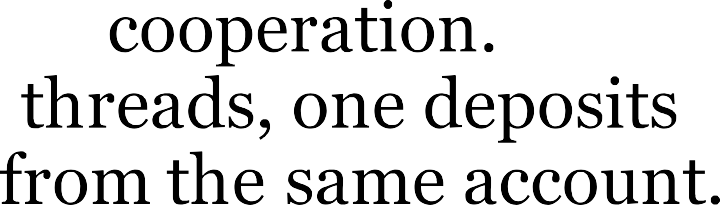 cooperation.
threads, one deposits
from the same account.